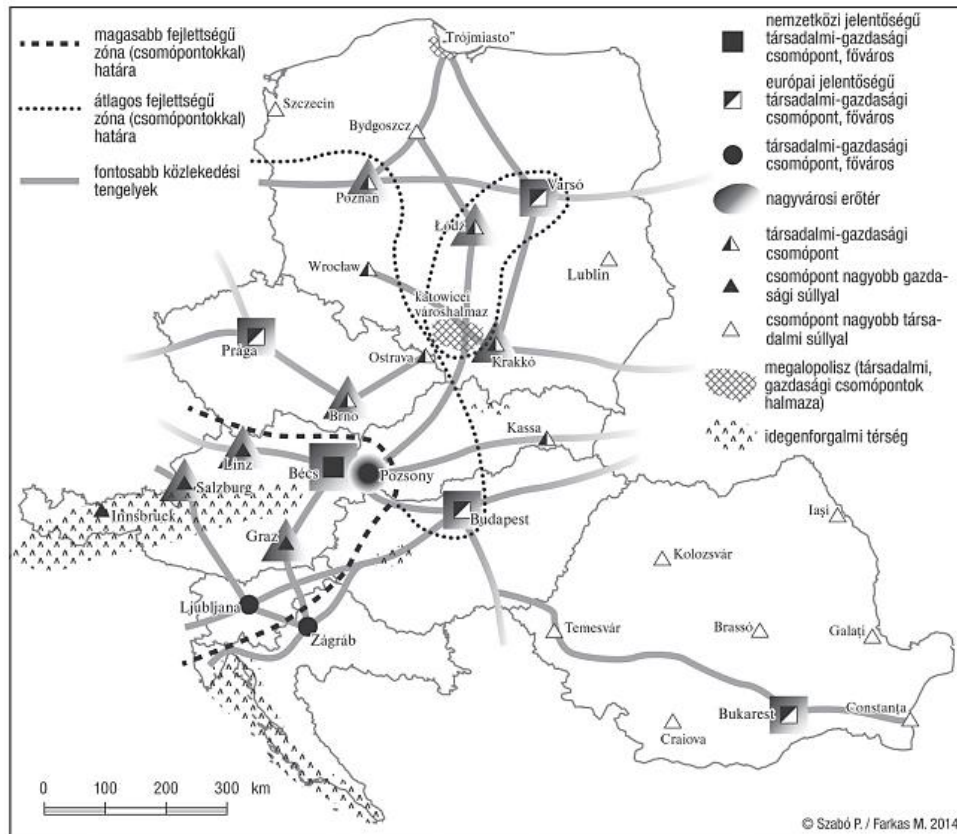 magasabb fejlettségű
zóna (csomópontokkal)
határa
átlagos fejlettségű
zóna (csomópontokkal)
határa
fontosabb közlekedési
tengelyek
nemzetközi jelentőségű
társadalmi-gazdasági
csomópont, főváros
európai jelentőségű
társadalmi-gazdasági
csomópont, főváros
társadalmi-gazdasági
csomópont, főváros
nagyvárosi erőtér
társadalmi-gazdasági
csomópont
csomópont nagyobb gazda-
sági súllyal
csomópont nagyobb társa-
dalmi súllyal
megalopolisz (társadalmi,
gazdasági csomópontok
halmaza)
idegenforgalmi térség
„Trójmiasto”
Szczecin
Bydgoszcz
Poznań
Varsó
Łódź
Wrocław
Lublin
katowicei
városhalmaz
Prága
Ostrava
Krakkó
Brno
Kassa
Linz
Bécs
Pozsony
Salzburg
Innsbruck
Budapest
Graz
Iași
Kolozsvár
Ljubljana
Zágráb
Temesvár
Brassó
Galați
Bukarest
Constanța
Craiova
0 100 200 300 km
© Szabó P. / Farkas M. 2014